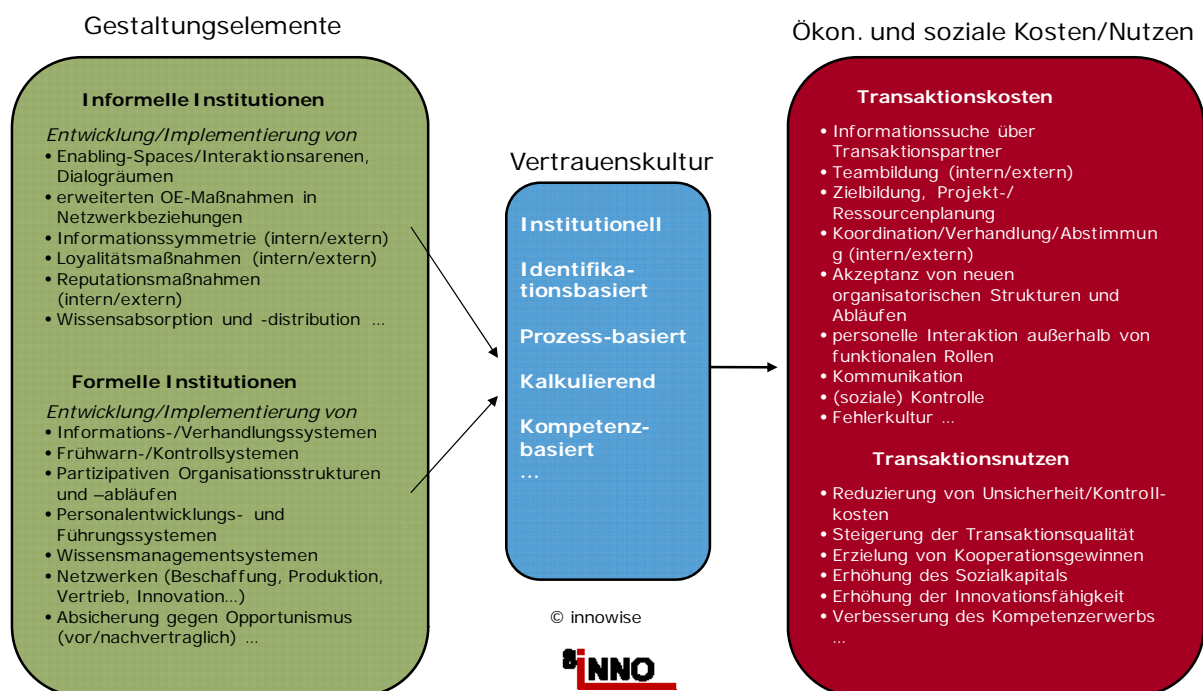 Gestaltungselemente
Informelle Institutionen
Entwicklung/Implementierung von
• Enabling-Spaces/Interaktionsarenen,
Dialogräumen
• erweiterten OE-Maßnahmen in
Netzwerkbeziehungen
• Informationssymmetrie (intern/extern)
• Loyalitätsmaßnahmen (intern/extern)
• Reputationsmaßnahmen
(intern/extern)
• Wissensabsorption und -distribution ...
Formelle Institutionen
Entwicklung/Implementierung von
• Informations-/Verhandlungssystemen
• Frühwarn-/Kontrollsystemen
• Partizipativen Organisationsstrukturen
und –abläufen
• Personalentwicklungs- und
Führungssystemen
• Wissensmanagementsystemen
• Netzwerken (Beschaffung, Produktion,
Vertrieb, Innovation...)
• Absicherung gegen Opportunismus
(vor/nachvertraglich) ...
Vertrauenskultur
Institutionell
Identifika-
tionsbasiert
Prozess-basiert
Kalkulierend
Kompetenz-
basiert
...
© innowise
8iNNO
Ökon. und soziale Kosten/Nutzen
Transaktionskosten
• Informationssuche über
Transaktionspartner
• Teambildung (intern/extern)
• Zielbildung, Projekt-/
Ressourcenplanung
• Koordination/Verhandlung/Abstimmun
g (intern/extern)
• Akzeptanz von neuen
organisatorischen Strukturen und
Abläufen
• personelle Interaktion außerhalb von
funktionalen Rollen
• Kommunikation
• (soziale) Kontrolle
• Fehlerkultur ...
Transaktionsnutzen
• Reduzierung von Unsicherheit/Kontroll-
kosten
• Steigerung der Transaktionsqualität
• Erzielung von Kooperationsgewinnen
• Erhöhung des Sozialkapitals
• Erhöhung der Innovationsfähigkeit
• Verbesserung des Kompetenzerwerbs
...